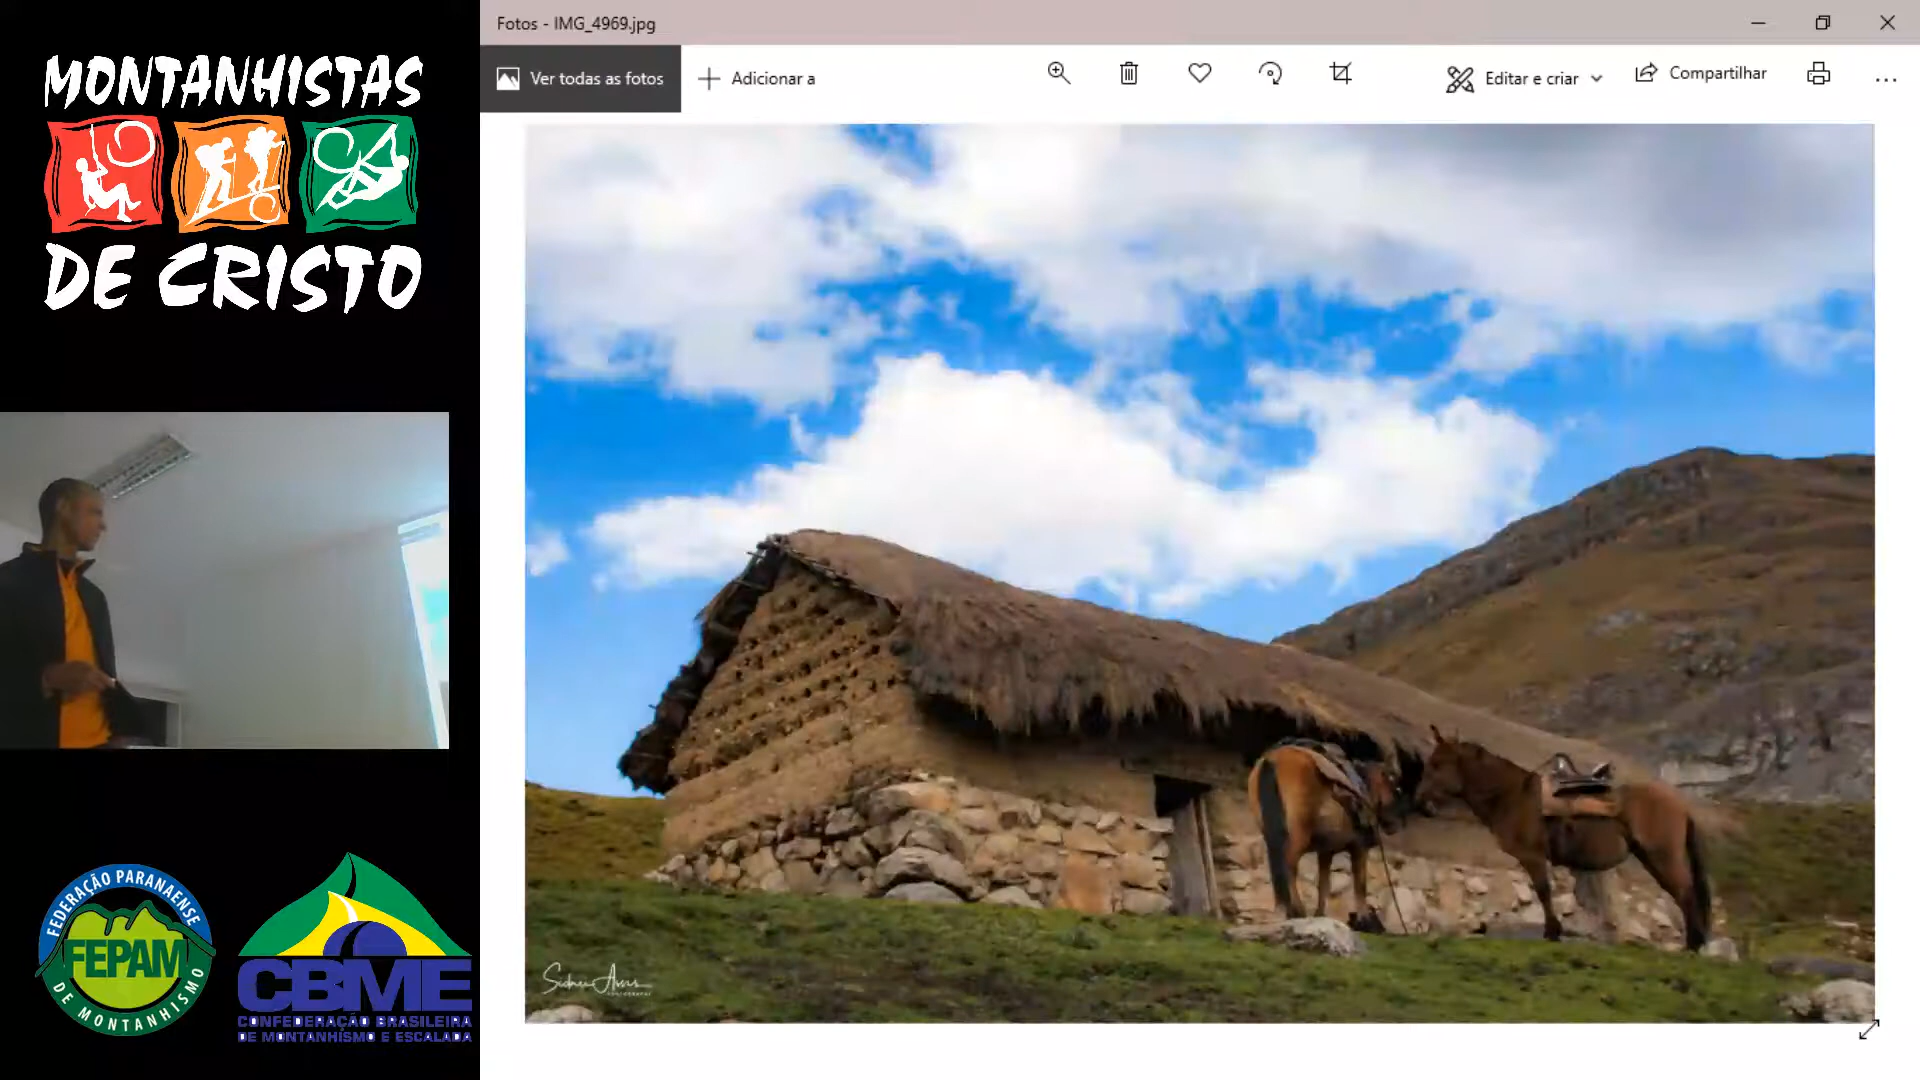 MONTANHISTAS
DE CRISTO
Fotos - IMG_4969.jpg
Ver todas as fotos
Adicionar a
Editar e criar
Compartilhar
FEDERAÇÃO PARANAENSE
FEPAM
DE MONTANHISMO
CBME
CONFEDERAÇÃO BRASILEIRA
DE MONTANHISMO E ESCALADA